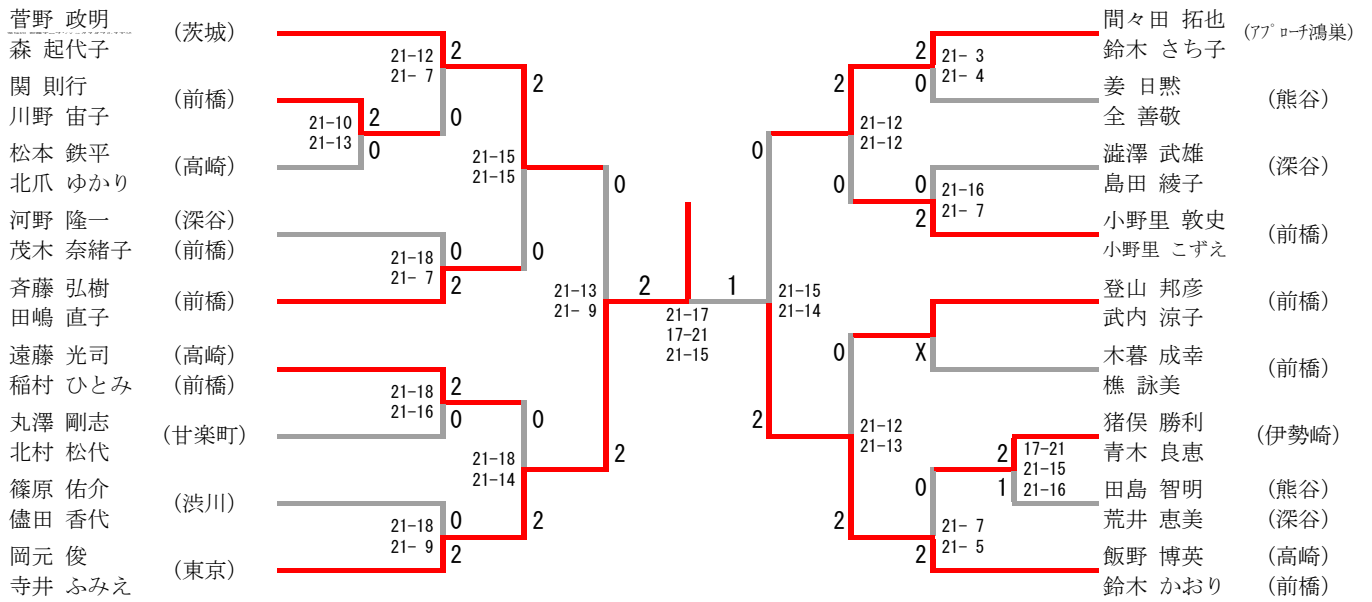 菅野 政明
森 起代子
(茨城)
関 則行
川野 宙子
(前橋)
松本 鉄平
北爪 ゆかり
(高崎)
河野 隆一 (深谷)
茂木 奈緒子 (前橋)
斉藤 弘樹
田嶋 直子
(前橋)
遠藤 光司 (高崎)
稲村 ひとみ (前橋)
丸澤 剛志
北村 松代
(甘楽町)
篠原 佑介
儘田 香代
(渋川)
岡元 俊
寺井 ふみえ
(東京)
21-10
21-13
2
0
21-12
21- 7
2
0
21-18
21- 7
0
2
21-18
21-16
2
0
21-18
21- 9
0
2
21-15
21-15
2
0
21-18
21-14
0
2
21-13
21- 9
0
2
2
1
21-17
17-21
21-15
21-15
21-14
0
2
21-12
21-12
2
0
21-12
21-13
0
2
21- 3
21- 4
2
0
21-16
21- 7
0
2
X
21- 7
21- 5
0
2
17-21
21-15
21-16
2
1
間々田 拓也
鈴木 さち子
(アプローチ鴻巣)
姜 日黙
全 善敬
(熊谷)
澁澤 武雄
島田 綾子
(深谷)
小野里 敦史
小野里 こずえ
(前橋)
登山 邦彦
武内 涼子
(前橋)
木暮 成幸
樵 詠美
(前橋)
猪俣 勝利
青木 良恵
(伊勢崎)
田島 智明 (熊谷)
荒井 恵美 (深谷)
飯野 博英 (高崎)
鈴木 かおり (前橋)